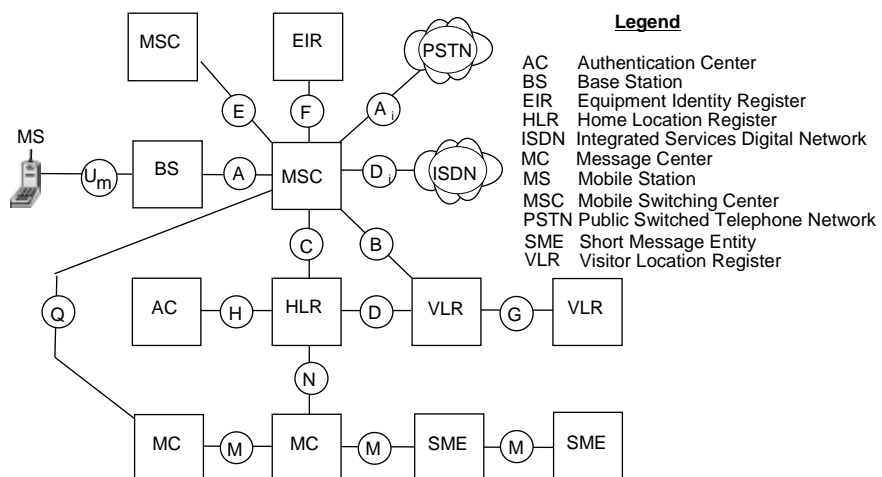 Legend
AC Authentication Center
BS Base Station
EIR Equipment Identity Register
HLR Home Location Register
ISDN Integrated Services Digital Network
MC Message Center
MS Mobile Station
MSC Mobile Switching Center
PSTN Public Switched Telephone Network
SME Short Message Entity
VLR Visitor Location Register
MSC
EIR
PSTN
E
F
A i
MS
Um
BS
A
MSC
D i
ISDN
C
B
Q
AC
H
HLR
D
VLR
G
VLR
N
MC
M
MC
M
SME
M
SME